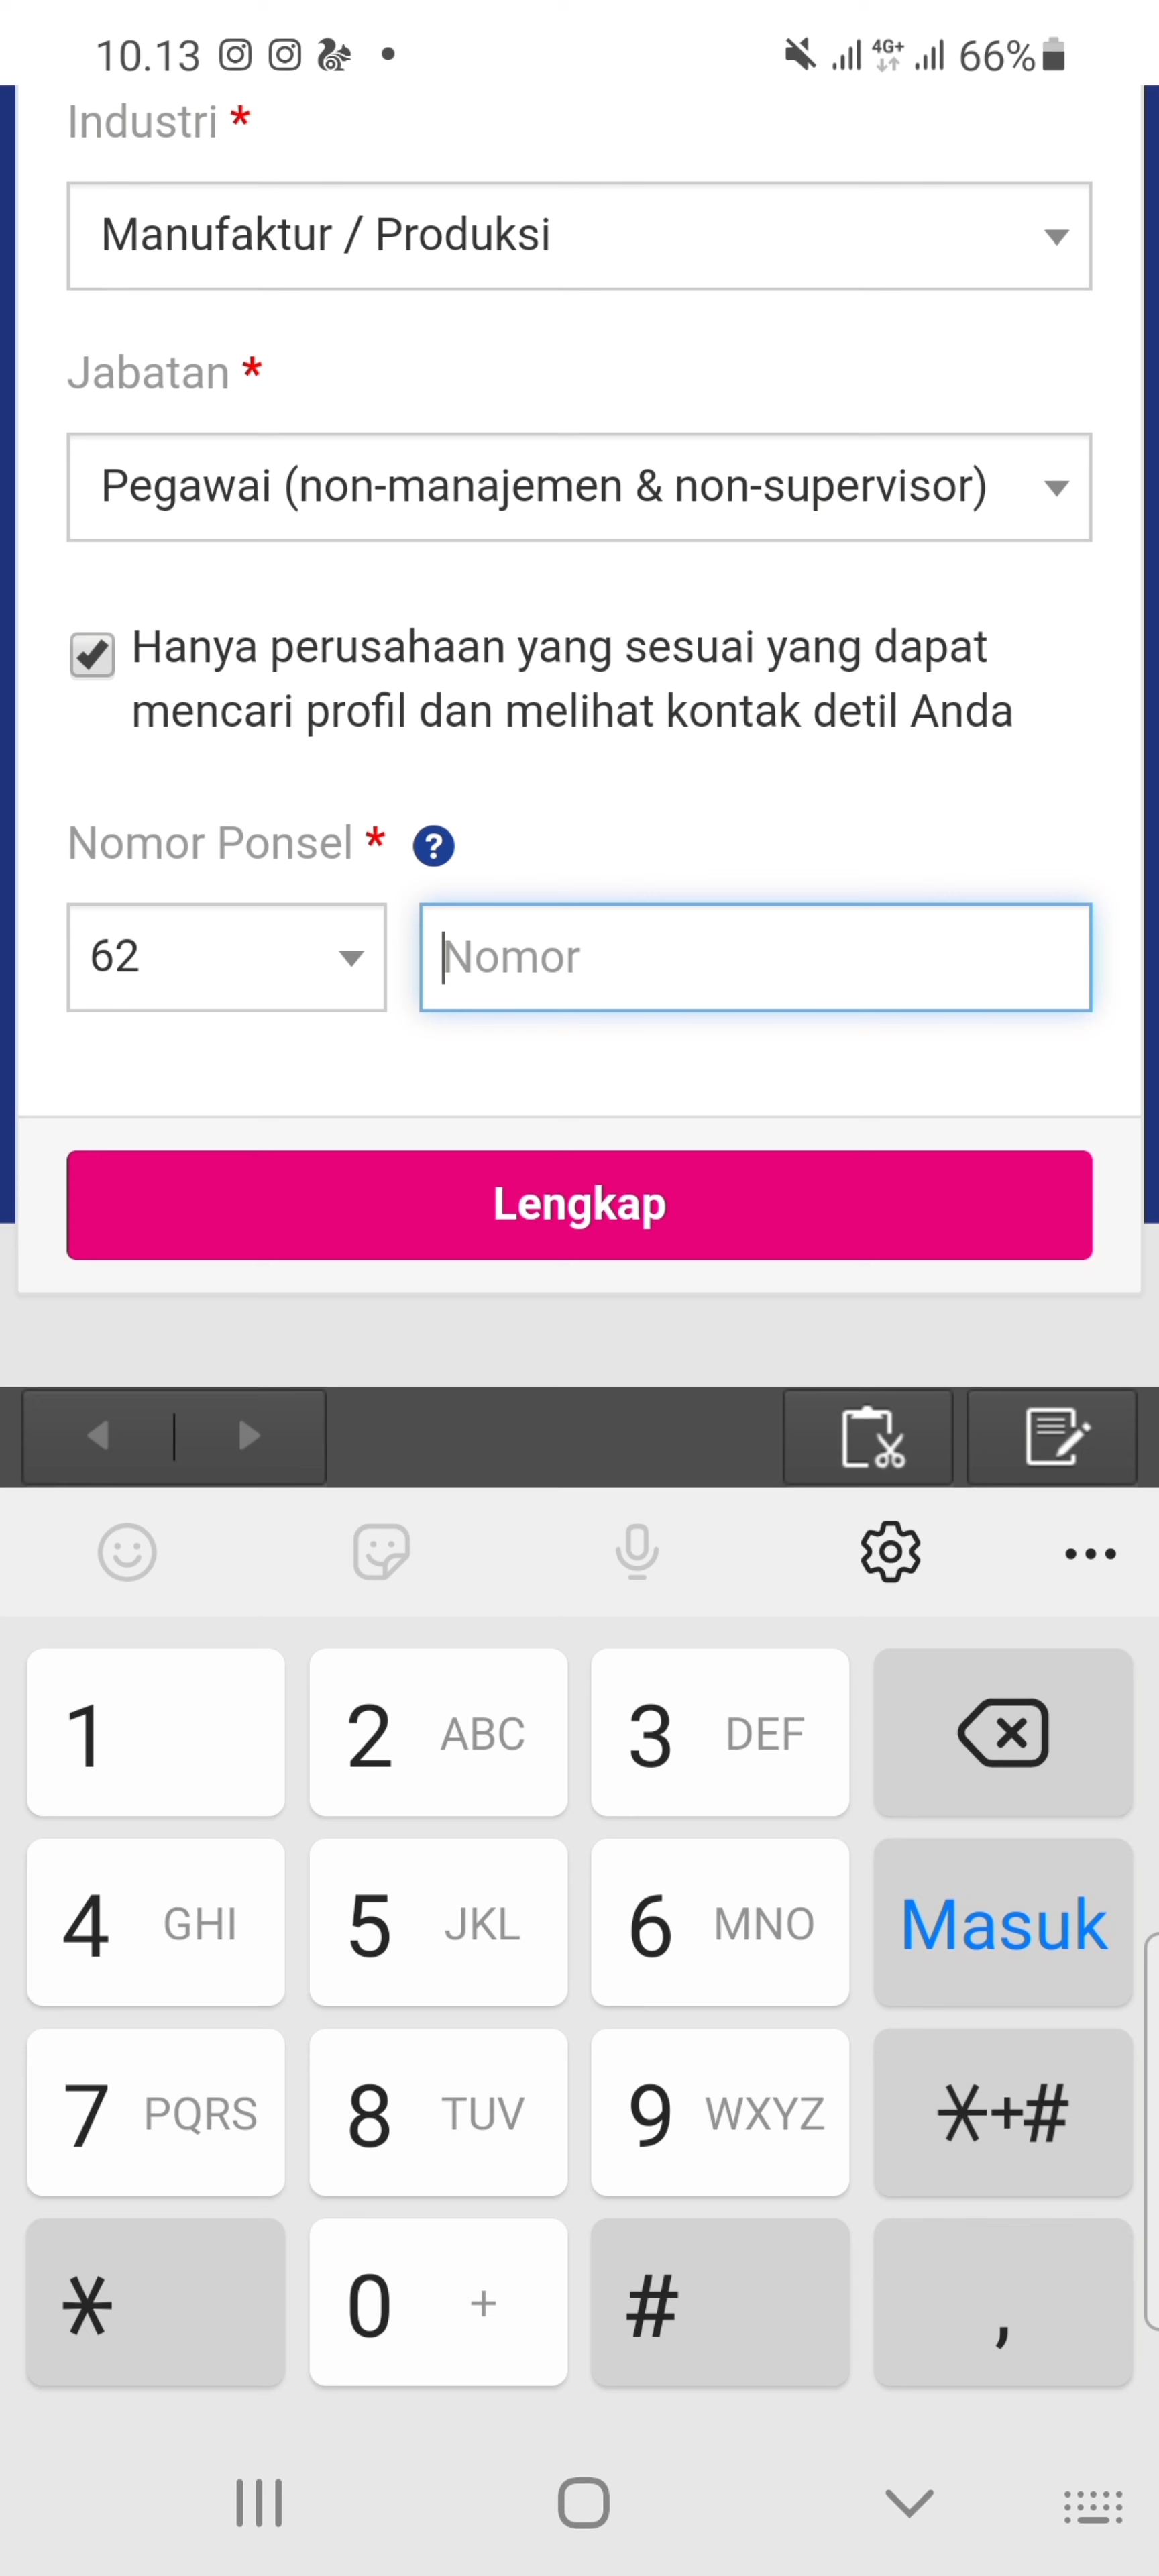 10.13 4G+ 66%
Industri *
Manufaktur / Produksi
Jabatan *
Pegawai (non-manajemen & non-supervisor)
Hanya perusahaan yang sesuai yang dapat
mencari profil dan melihat kontak detil Anda
Nomor Ponsel * ?
62 Nomor
Lengkap
1 2 ABC 3 DEF
4 GHI 5 JKL 6 MNO Masuk
7 PQRS 8 TUV 9 WXYZ *+#
* 0 + # ,